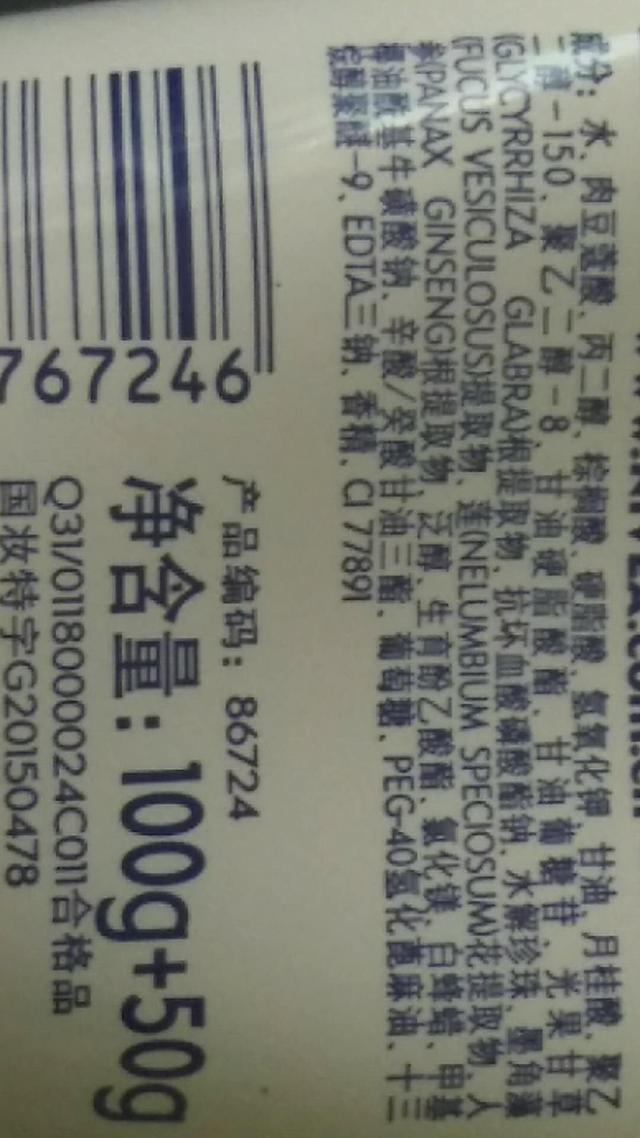 成分：水、肉豆蔻酸、丙二醇、棕榈酸、硬脂酸、氢氧化钾、甘油、月桂酸、聚乙
二醇-150、聚乙二醇-8、甘油硬脂酸酯、甘油葡糖苷、光果甘草
(GLYCYRRHIZA GLABRA)根提取物、抗坏血酸磷酸酯钠、水解珍珠、墨角藻
(FUCUS VESICULOSUS)提取物、莲(NELUMBIUM SPECIOSUM)花提取物、人
参(PANAX GINSENG)根提取物、泛醇、生育酚乙酸酯、氯化镁、白蜂蜡、甲基
椰油酰基牛磺酸钠、辛酸/癸酸甘油三酯、葡萄糖、PEG-40氢化蓖麻油、十三
烷醇聚醚-9、EDTA三钠、香精、CI 77891
767246
产品编码：86724
净含量：100g+50g
Q31/0118000024C011合格品
国妆特字G20150478